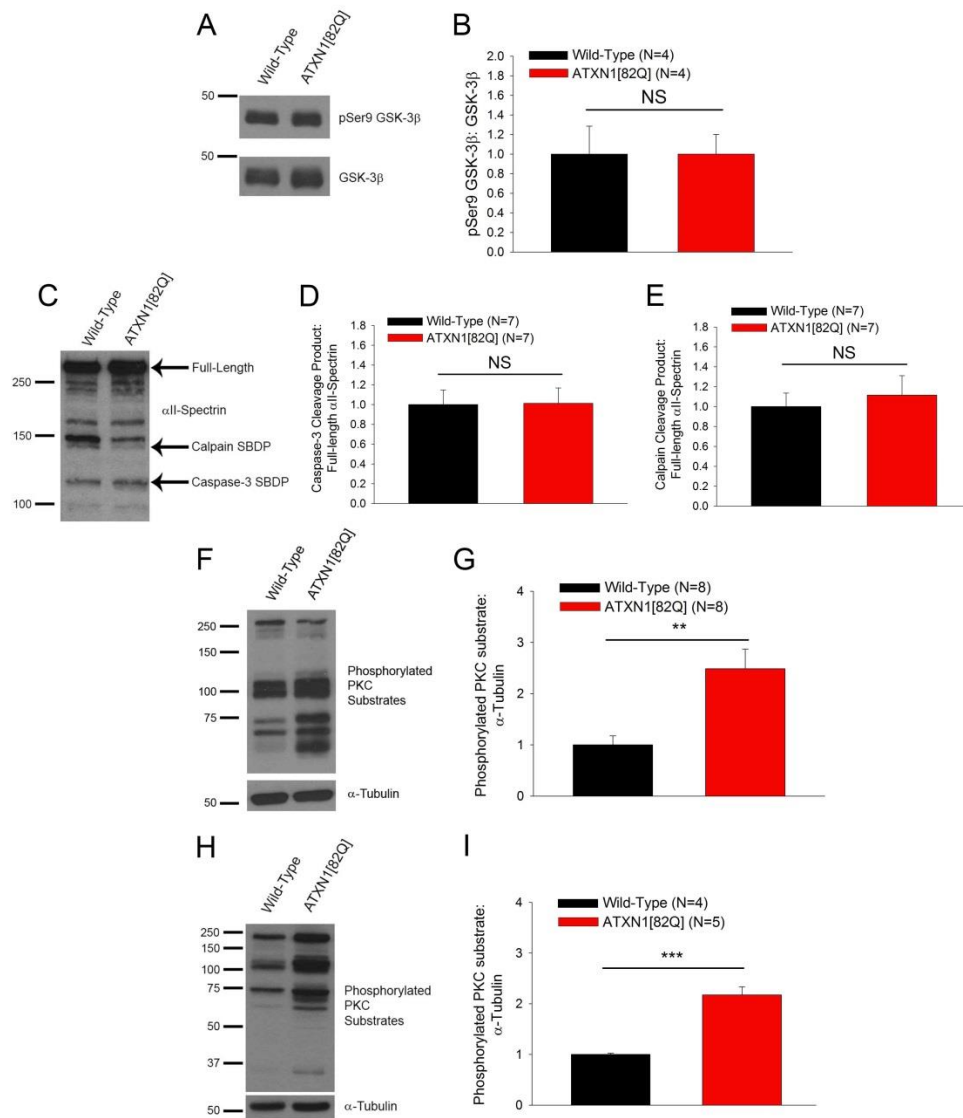 A
Wild-Type
ATXN1[82Q]
50
pSer9 GSK-3β
50
GSK-3β
B
Wild-Type (N=4)
ATXN1[82Q] (N=4)
NS
pSer9 GSK-3β: GSK-3β
2.0
1.8
1.6
1.4
1.2
1.0
0.8
0.6
0.4
0.2
0.0
C
Wild-Type
ATXN1[82Q]
Full-Length
250
αII-Spectrin
150
Calpain SBDP
Caspase-3 SBDP
100
D
Wild-Type (N=7)
ATXN1[82Q] (N=7)
NS
Caspase-3 Cleavage Product:
Full-length αII-Spectrin
1.8
1.6
1.4
1.2
1.0
0.8
0.6
0.4
0.2
0.0
E
Wild-Type (N=7)
ATXN1[82Q] (N=7)
NS
Calpain Cleavage Product:
Full-length αII-Spectrin
1.8
1.6
1.4
1.2
1.0
0.8
0.6
0.4
0.2
0.0
F
Wild-Type
ATXN1[82Q]
250
150
100
75
Phosphorylated
PKC
Substrates
50
α-Tubulin
G
Wild-Type (N=8)
ATXN1[82Q] (N=8)
**
Phosphorylated PKC substrate:
α-Tubulin
4
3
2
1
0
H
Wild-Type
ATXN1[82Q]
250
150
100
75
50
37
Phosphorylated
PKC
Substrates
50
α-Tubulin
I
Wild-Type (N=4)
ATXN1[82Q] (N=5)
***
Phosphorylated PKC substrate:
α-Tubulin
4
3
2
1
0